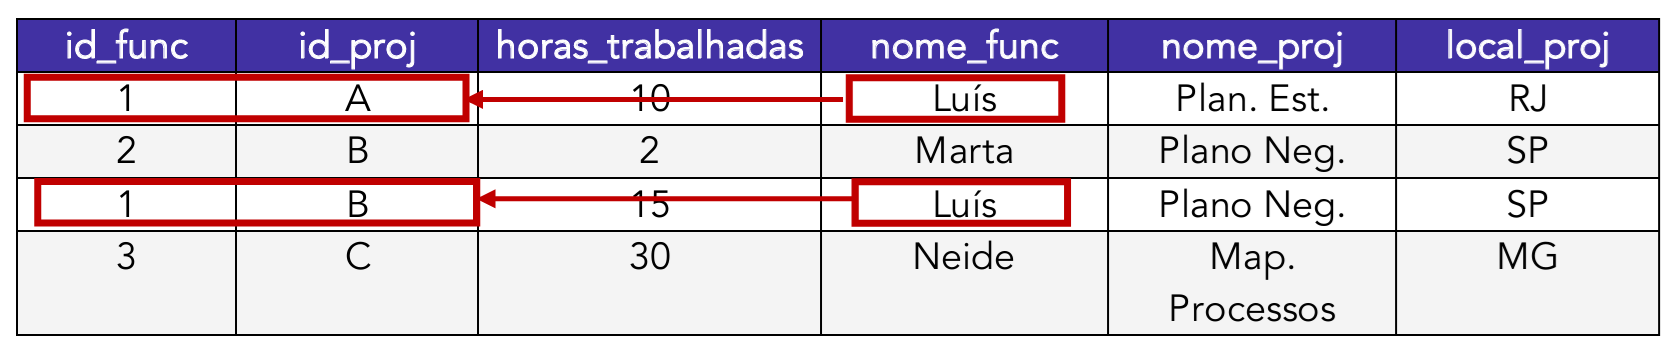 id_func id_proj horas_trabalhadas nome_func nome_proj local_proj
1 A 10 Luís Plan. Est. RJ
2 B 2 Marta Plano Neg. SP
1 B 15 Luís Plano Neg. SP
3 C 30 Neide Map. MG
Processos